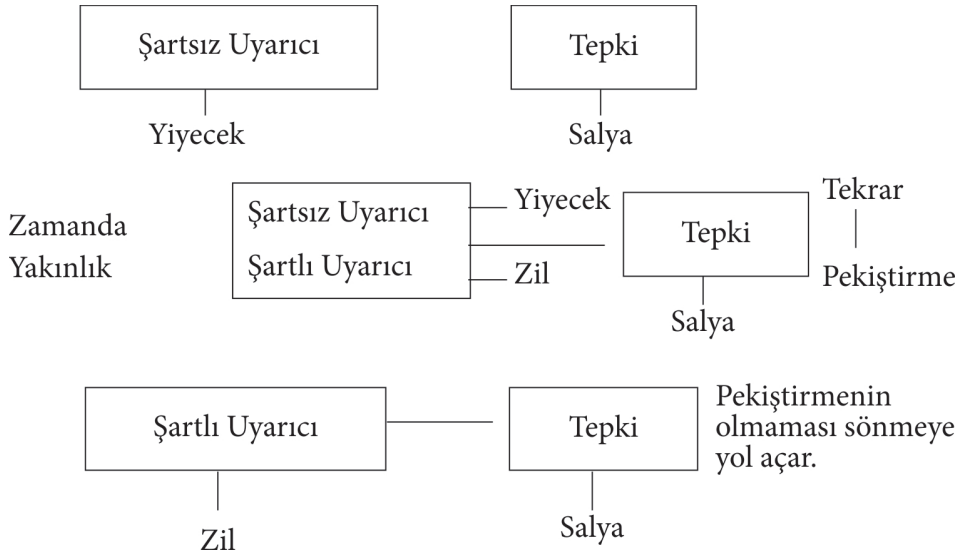 Şartsız Uyarıcı
Tepki
Yiyecek
Salya
Zamanda
Yakınlık
Şartsız Uyarıcı
Şartlı Uyarıcı
Yiyecek
Zil
Tepki
Salya
Tekrar
Pekiştirme
Şartlı Uyarıcı
Tepki
Pekiştirmenin
olmaması sönmeye
yol açar.
Zil
Salya